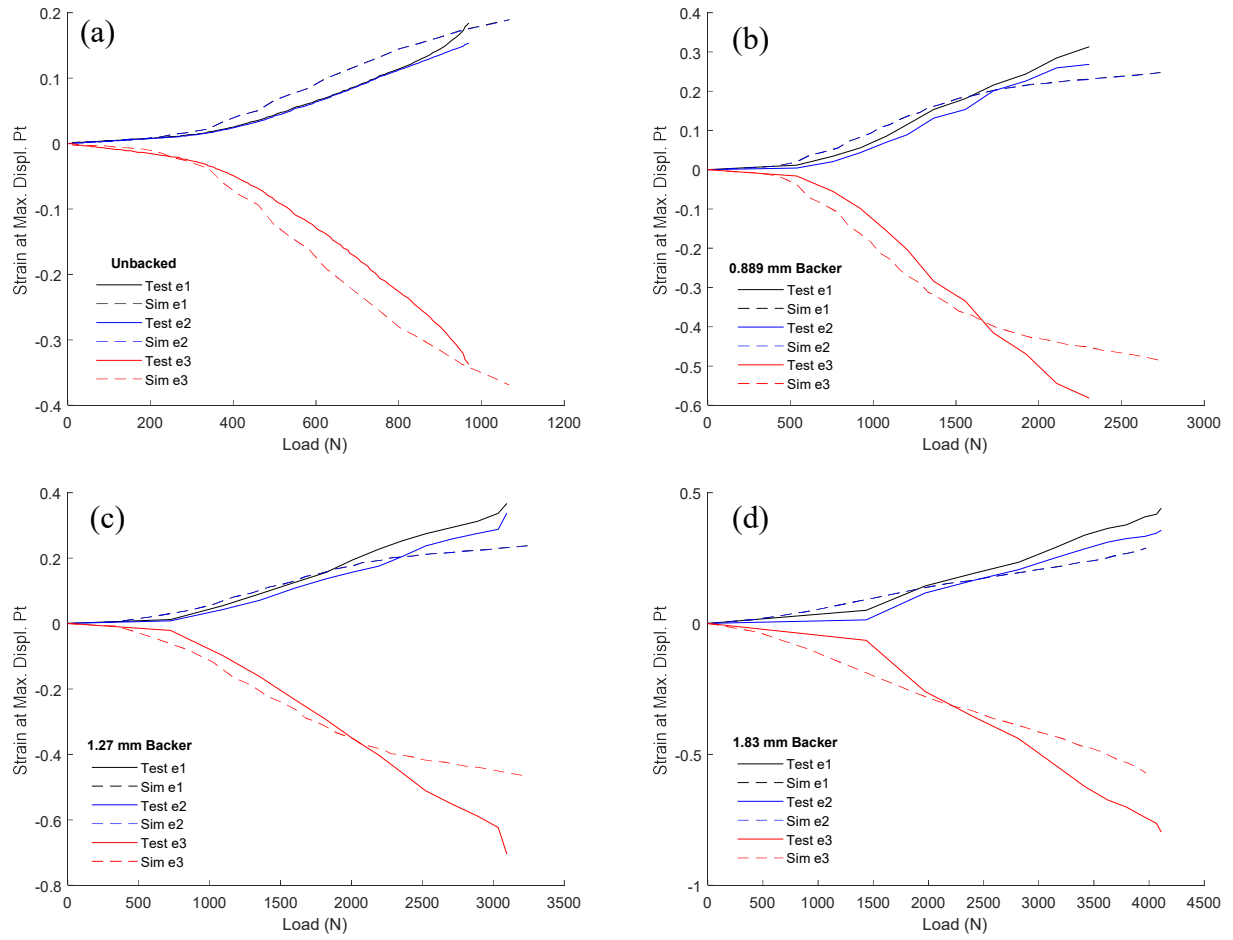 (a)
0.2
0.1
0
-0.1
-0.2
-0.3
-0.4
Strain at Max. Displ. Pt
Unbacked
Test e1
Sim e1
Test e2
Sim e2
Test e3
Sim e3
0 200 400 600 800 1000 1200
Load (N)
(b)
0.4
0.3
0.2
0.1
0
-0.1
-0.2
-0.3
-0.4
-0.5
-0.6
Strain at Max. Displ. Pt
0.889 mm Backer
Test e1
Sim e1
Test e2
Sim e2
Test e3
Sim e3
0 500 1000 1500 2000 2500 3000
Load (N)
(c)
0.4
0.2
0
-0.2
-0.4
-0.6
-0.8
Strain at Max. Displ. Pt
1.27 mm Backer
Test e1
Sim e1
Test e2
Sim e2
Test e3
Sim e3
0 500 1000 1500 2000 2500 3000 3500
Load (N)
(d)
0.5
0
-0.5
-1
Strain at Max. Displ. Pt
1.83 mm Backer
Test e1
Sim e1
Test e2
Sim e2
Test e3
Sim e3
0 500 1000 1500 2000 2500 3000 3500 4000 4500
Load (N)